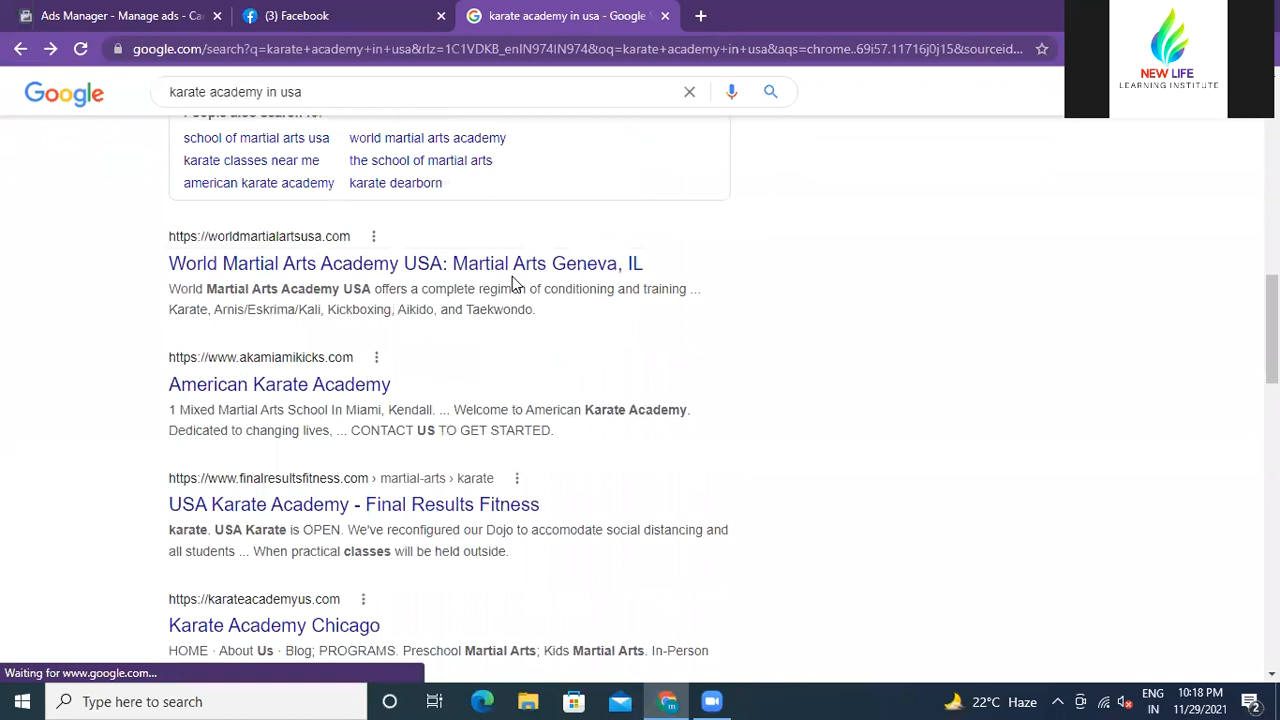 Ads Manager - Manage ads - Ca
(3) Facebook
karate academy in usa - Google
google.com/search?q=karate+academy+in+usa&rlz=1C1VDKB_enIN974IN974&oq=karate+academy+in+usa&aqs=chrome..69i57.11716j0j15&sourceid...
NEW LIFE
LEARNING INSTITUTE
Google
karate academy in usa
People also search for
school of martial arts usa
world martial arts academy
karate classes near me
the school of martial arts
american karate academy
karate dearborn
https://worldmartialartsusa.com
World Martial Arts Academy USA: Martial Arts Geneva, IL
World Martial Arts Academy USA offers a complete regimen of conditioning and training ...
Karate, Arnis/Eskrima/Kali, Kickboxing, Aikido, and Taekwondo.
https://www.akamiamikicks.com
American Karate Academy
1 Mixed Martial Arts School In Miami, Kendall. ... Welcome to American Karate Academy.
Dedicated to changing lives, ... CONTACT US TO GET STARTED.
https://www.finalresultsfitness.com › martial-arts › karate
USA Karate Academy - Final Results Fitness
karate. USA Karate is OPEN. We've reconfigured our Dojo to accomodate social distancing and
all students ... When practical classes will be held outside.
https://karateacademyus.com
Karate Academy Chicago
HOME · About Us · Blog; PROGRAMS. Preschool Martial Arts; Kids Martial Arts. In-Person
Waiting for www.google.com...
Type here to search
22°C Haze
ENG
IN
10:18 PM
11/29/2021
2